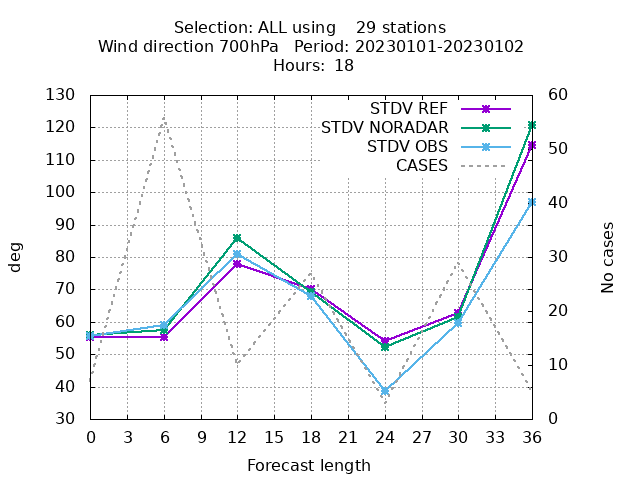 Selection: ALL using    29 stations
Wind direction 700hPa   Period: 20230101-20230102
Hours: 18
STDV REF
STDV NORADAR
STDV OBS
CASES
deg
130
120
110
100
90
80
70
60
50
40
30
No cases
60
50
40
30
20
10
0
0 3 6 9 12 15 18 21 24 27 30 33 36
Forecast length